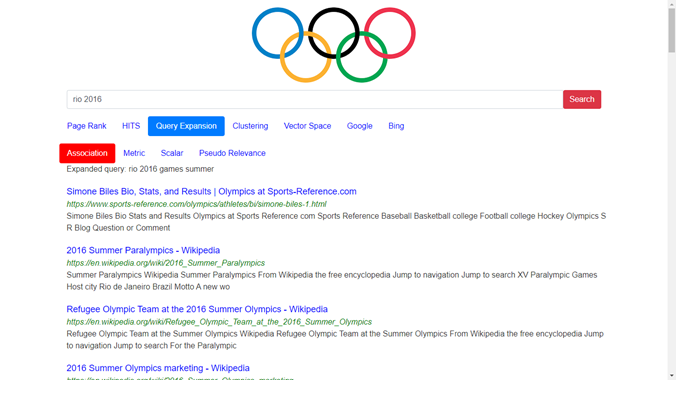 rio 2016
Search
Page Rank HITS Query Expansion Clustering Vector Space Google Bing
Association Metric Scalar Pseudo Relevance
Expanded query: rio 2016 games summer
Simone Biles Bio, Stats, and Results | Olympics at Sports-Reference.com
https://www.sports-reference.com/olympics/athletes/bi/simone-biles-1.html
Simone Biles Bio Stats and Results Olympics at Sports Reference com Sports Reference Baseball Basketball college Football college Hockey Olympics S
R Blog Question or Comment
2016 Summer Paralympics - Wikipedia
https://en.wikipedia.org/wiki/2016_Summer_Paralympics
Summer Paralympics Wikipedia Summer Paralympics From Wikipedia the free encyclopedia Jump to navigation Jump to search XV Paralympic Games
Host city Rio de Janeiro Brazil Motto A new wo
Refugee Olympic Team at the 2016 Summer Olympics - Wikipedia
https://en.wikipedia.org/wiki/Refugee_Olympic_Team_at_the_2016_Summer_Olympics
Refugee Olympic Team at the Summer Olympics Wikipedia Refugee Olympic Team at the Summer Olympics From Wikipedia the free encyclopedia Jump
to navigation Jump to search For the Paralympic
2016 Summer Olympics marketing - Wikipedia
https://en.wikipedia.org/wiki/2016_Summer_Olympics_marketing